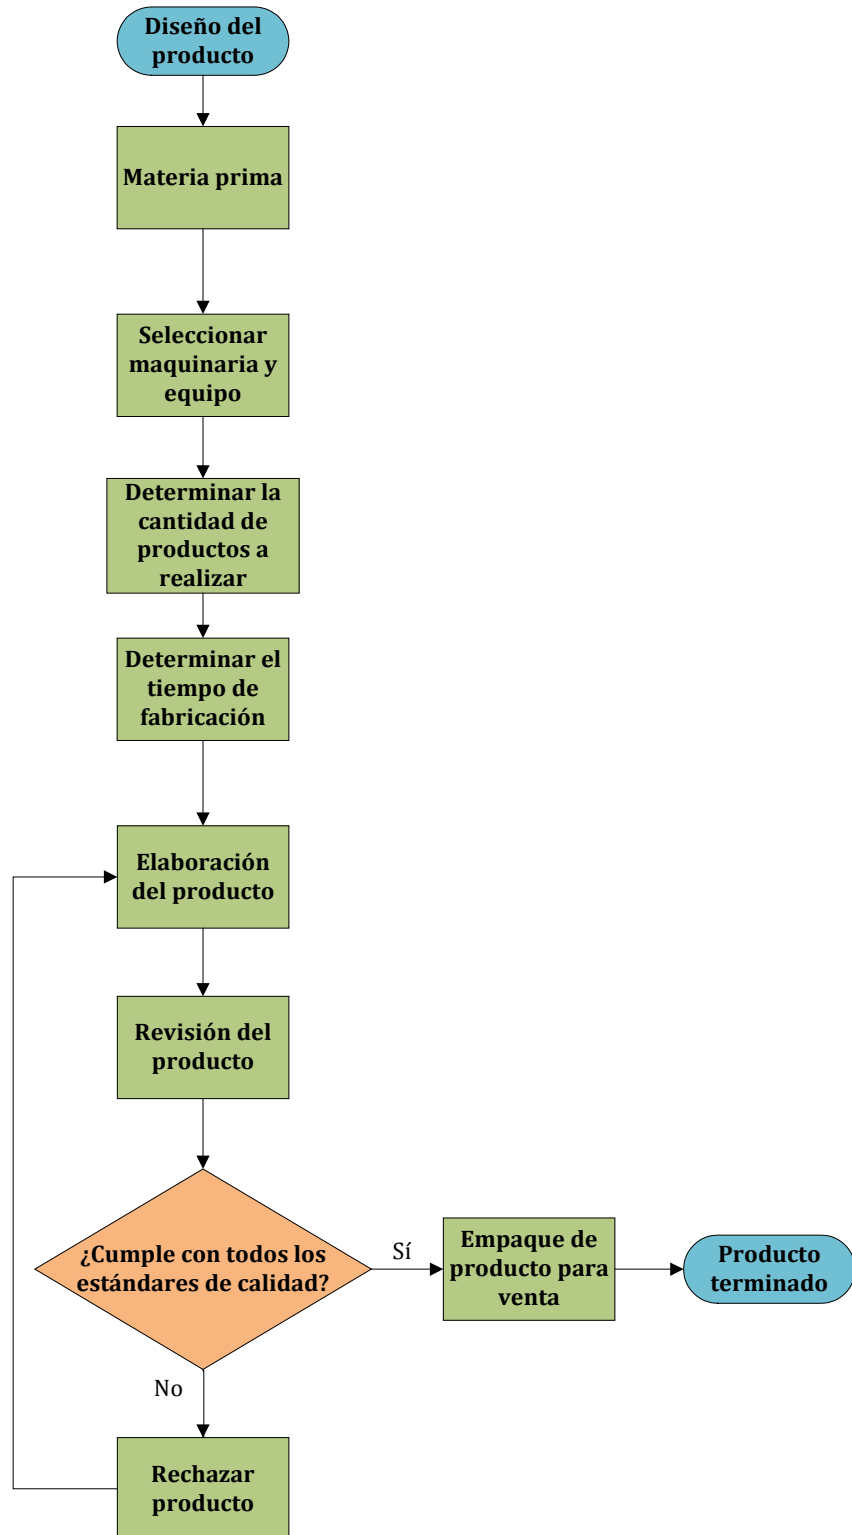 Diseño del
producto
Materia prima
Seleccionar
maquinaria y
equipo
Determinar la
cantidad de
productos a
realizar
Determinar el
tiempo de
fabricación
Elaboración
del producto
Revisión del
producto
¿Cumple con todos los
estándares de calidad?
Sí
Empaque de
producto para
venta
Producto
terminado
No
Rechazar
producto